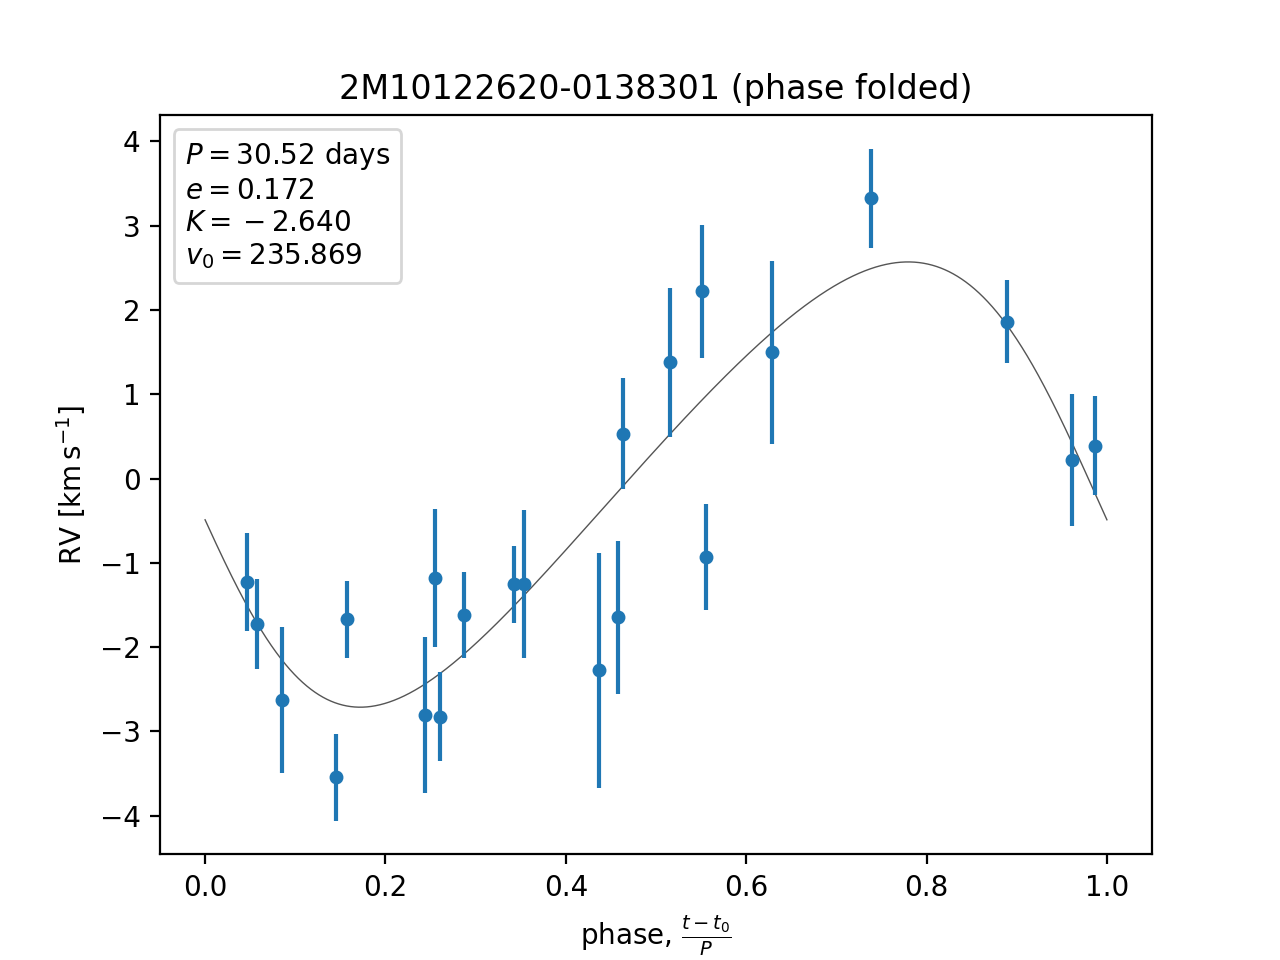 2M10122620-0138301 (phase folded)
P = 30.52 days
e = 0.172
K = −2.640
v₀ = 235.869
RV [km s⁻¹]
4
3
2
1
0
−1
−2
−3
−4
0.0 0.2 0.4 0.6 0.8 1.0
phase, (t − t₀)/P